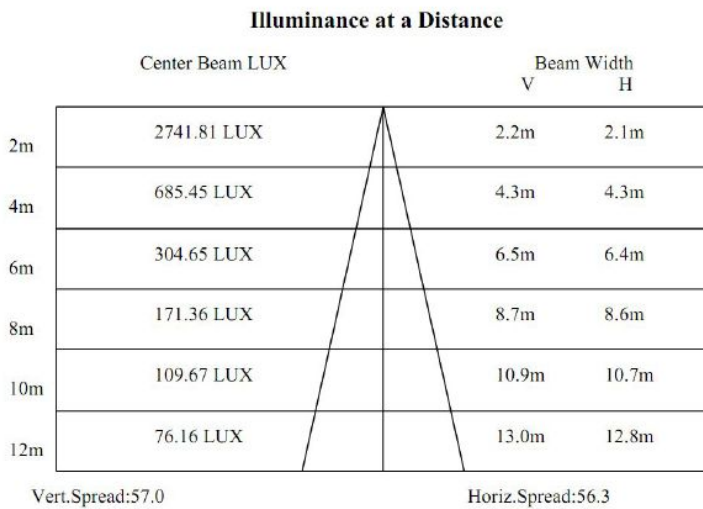 Illuminance at a Distance
Center Beam LUX Beam Width
V H
2m 2741.81 LUX 2.2m 2.1m
4m 685.45 LUX 4.3m 4.3m
6m 304.65 LUX 6.5m 6.4m
8m 171.36 LUX 8.7m 8.6m
10m 109.67 LUX 10.9m 10.7m
12m 76.16 LUX 13.0m 12.8m
Vert.Spread:57.0 Horiz.Spread:56.3